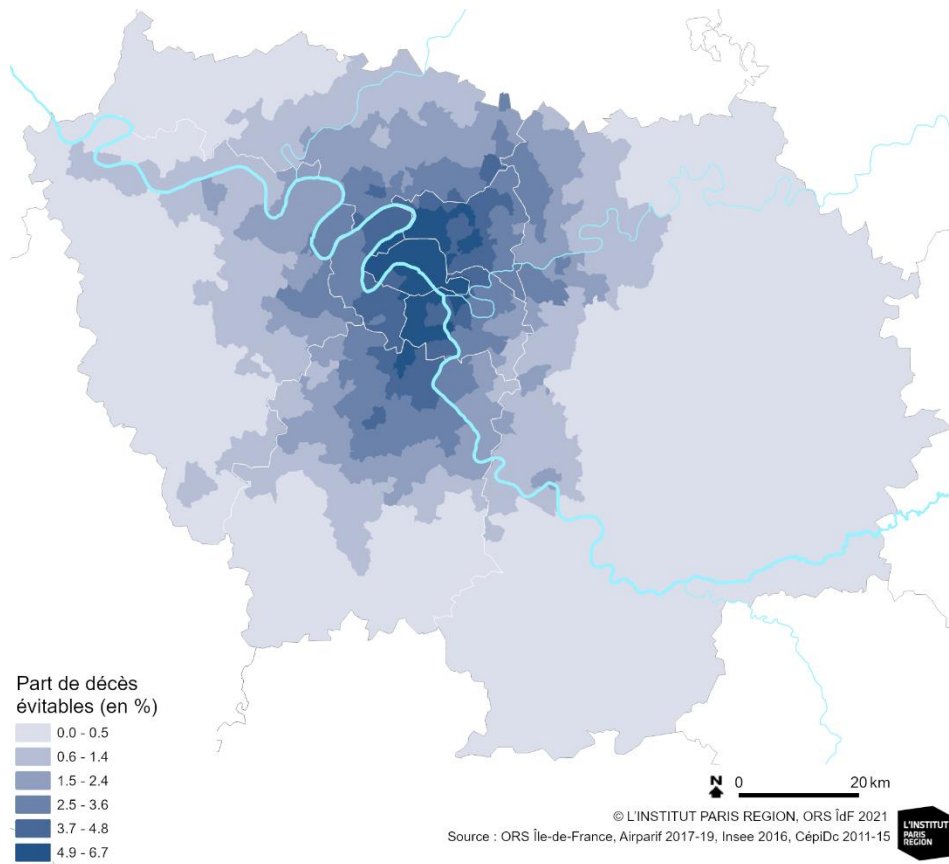 Part de décès
évitables (en %)
0.0 - 0.5
0.6 - 1.4
1.5 - 2.4
2.5 - 3.6
3.7 - 4.8
4.9 - 6.7
N 0 20 km
© L'INSTITUT PARIS REGION, ORS ÎdF 2021
Source : ORS Île-de-France, Airparif 2017-19, Insee 2016, CépiDc 2011-15
L'INSTITUT
PARIS
REGION